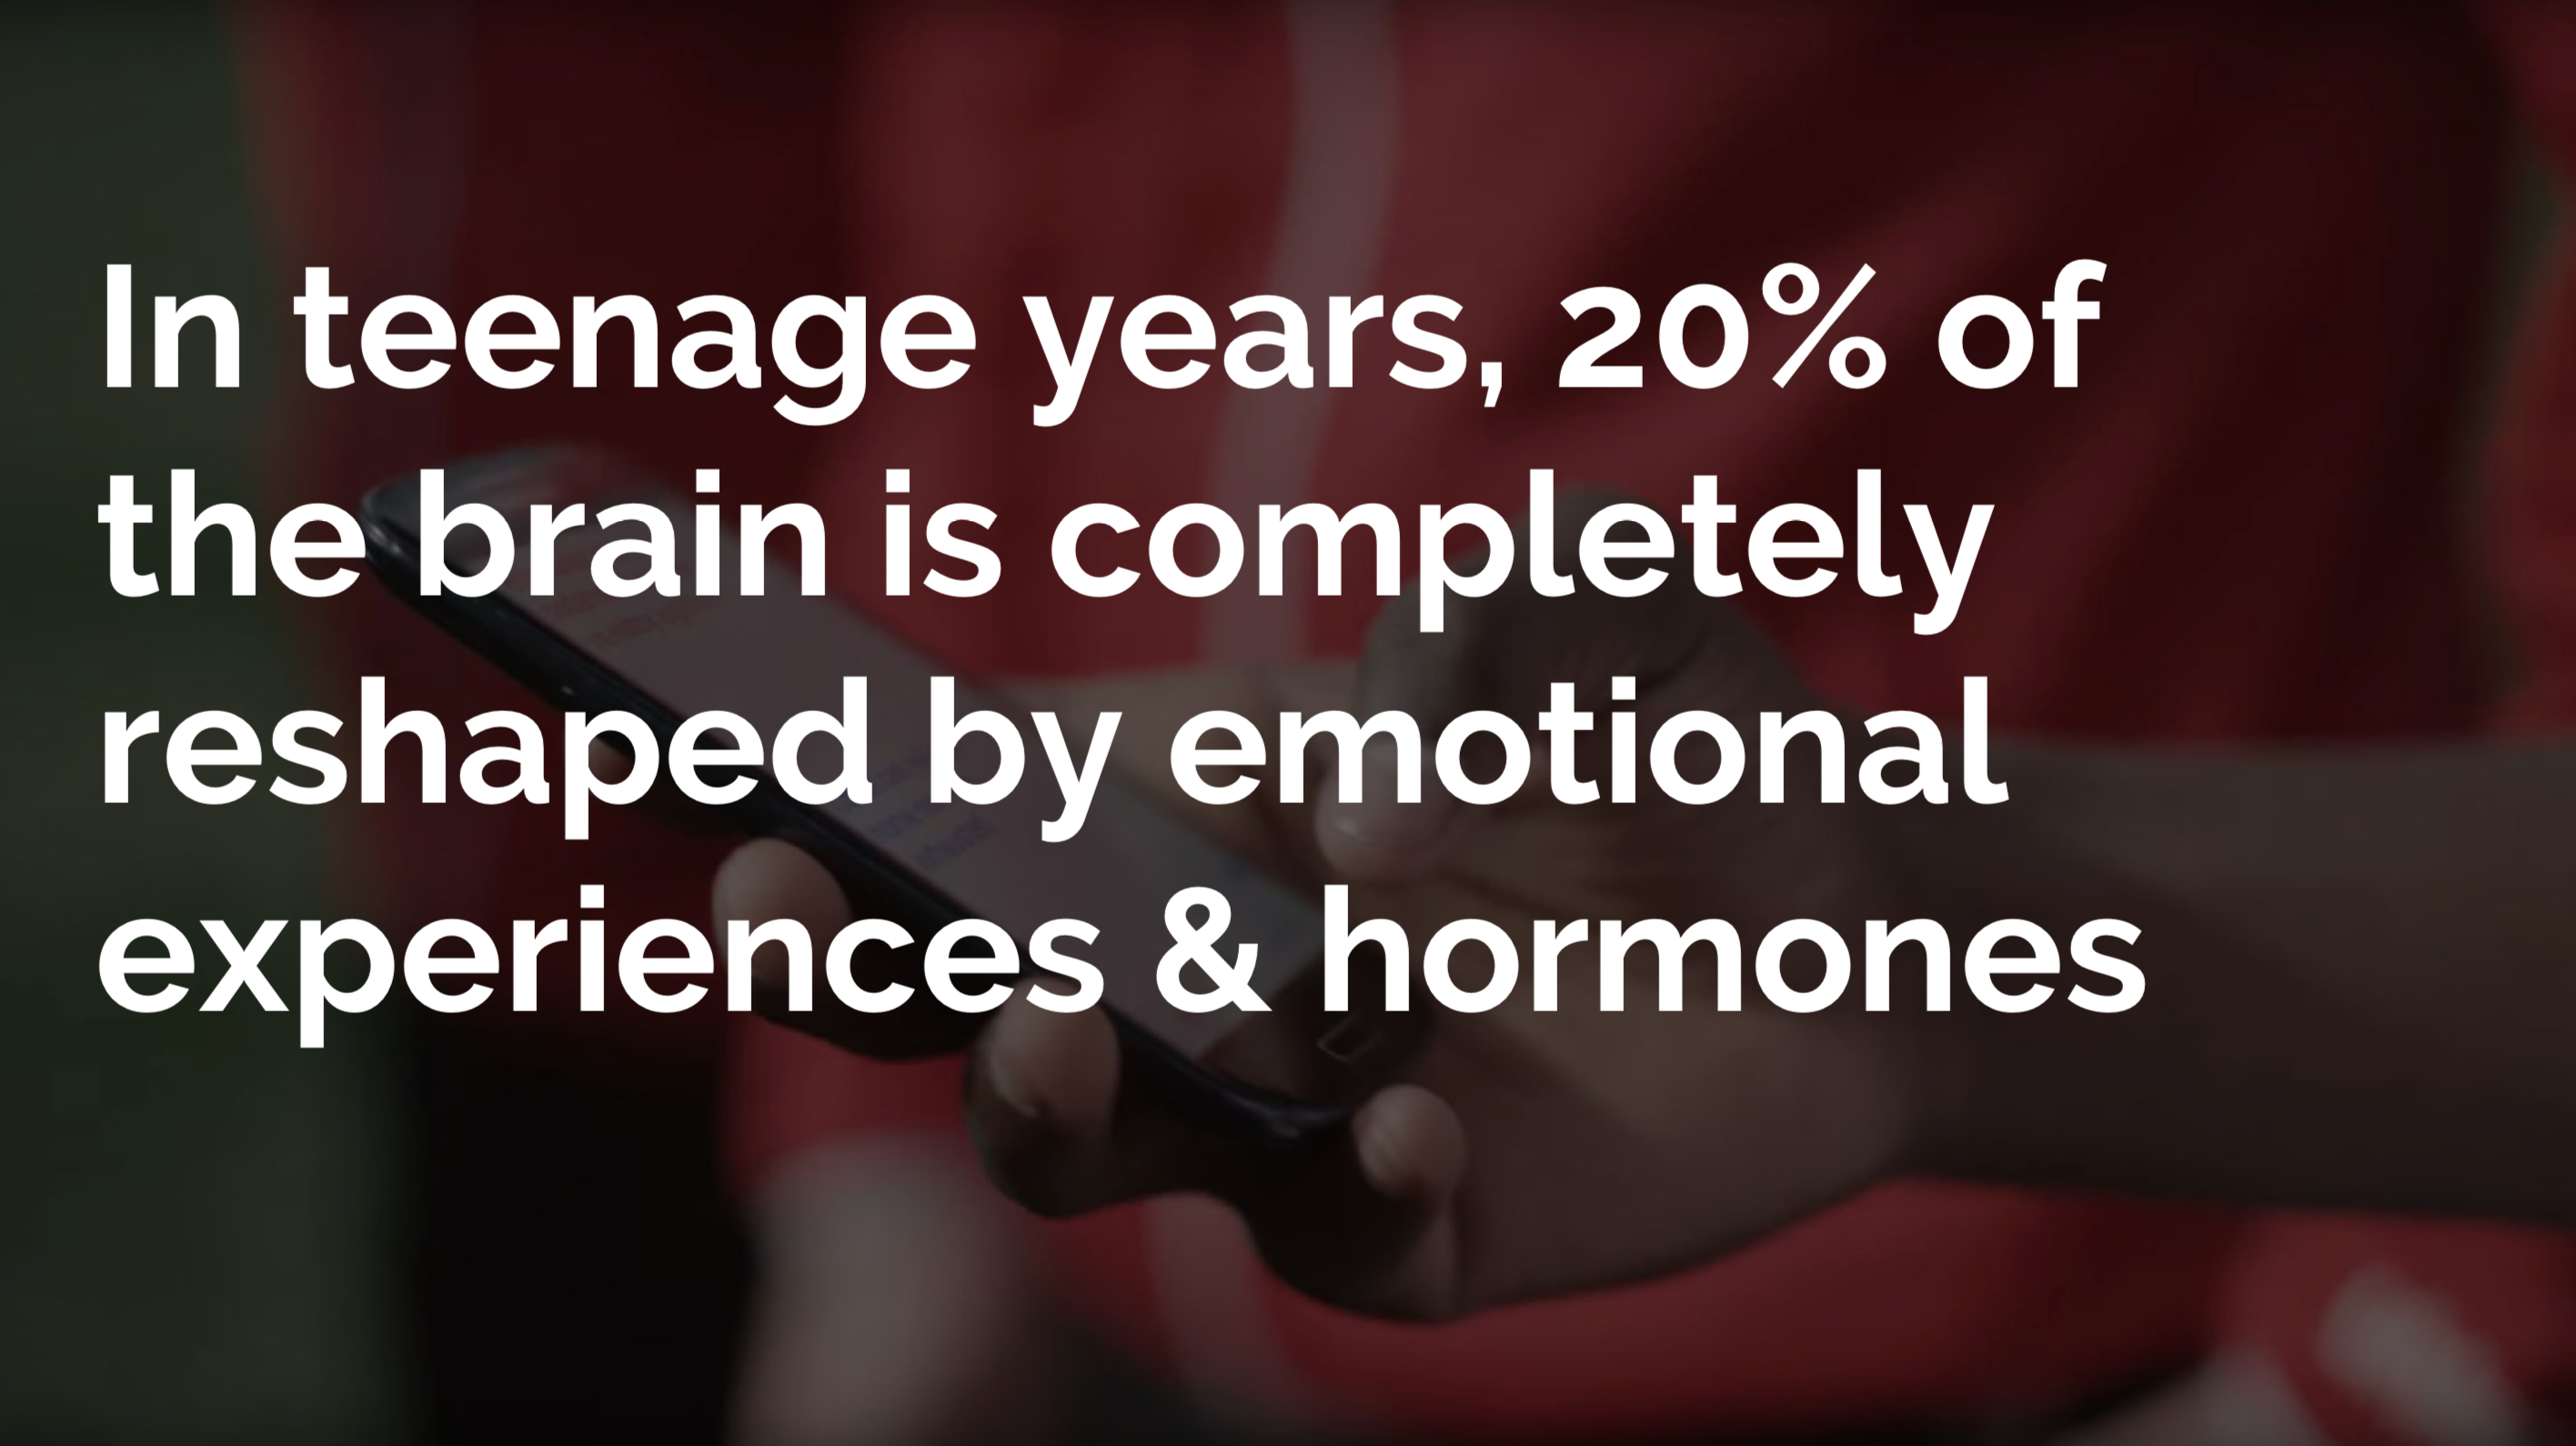 In teenage years, 20% of
the brain is completely
reshaped by emotional
experiences & hormones